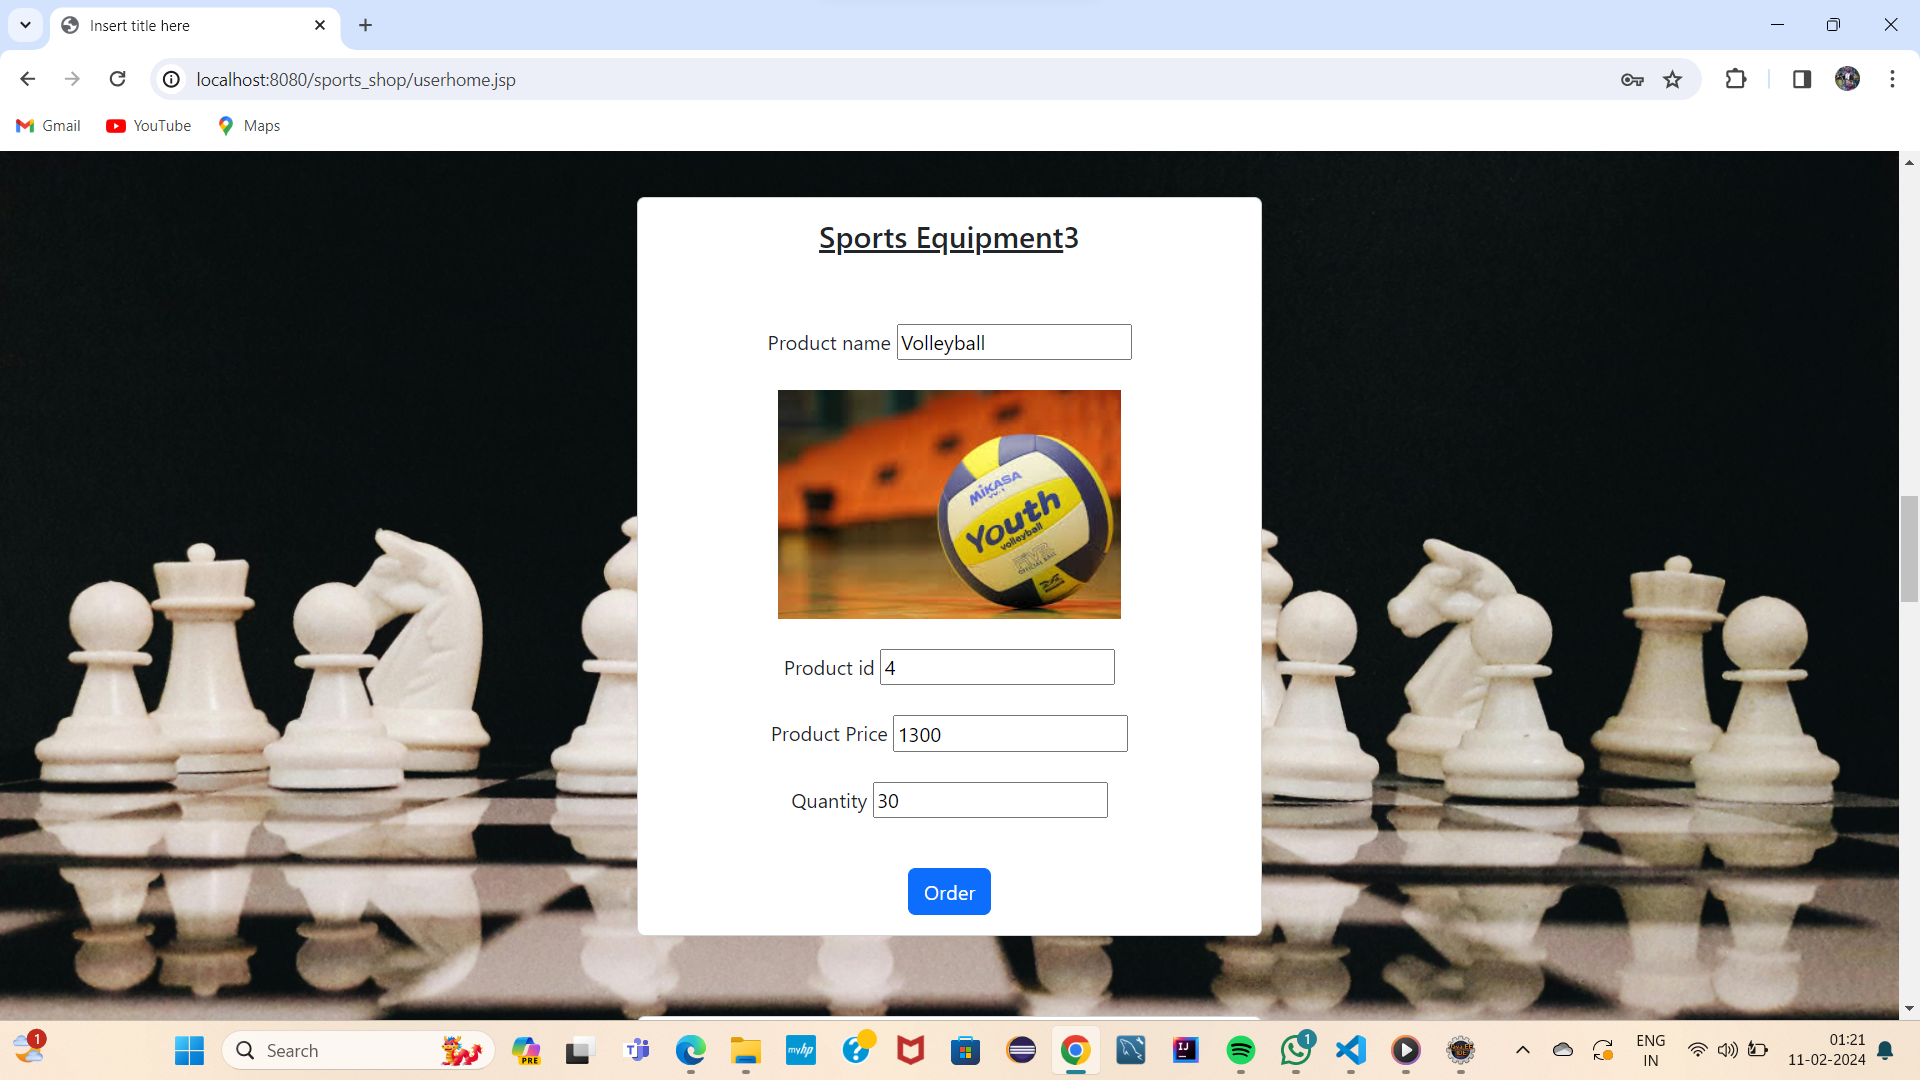 Insert title here
localhost:8080/sports_shop/userhome.jsp
Gmail YouTube Maps
Sports Equipment3
Product name Volleyball
MIKASA
Youth
volleyball
Product id 4
Product Price 1300
Quantity 30
Order
1
Search
PRE
myhp
IJ
1
ENG
IN
01:21
11-02-2024